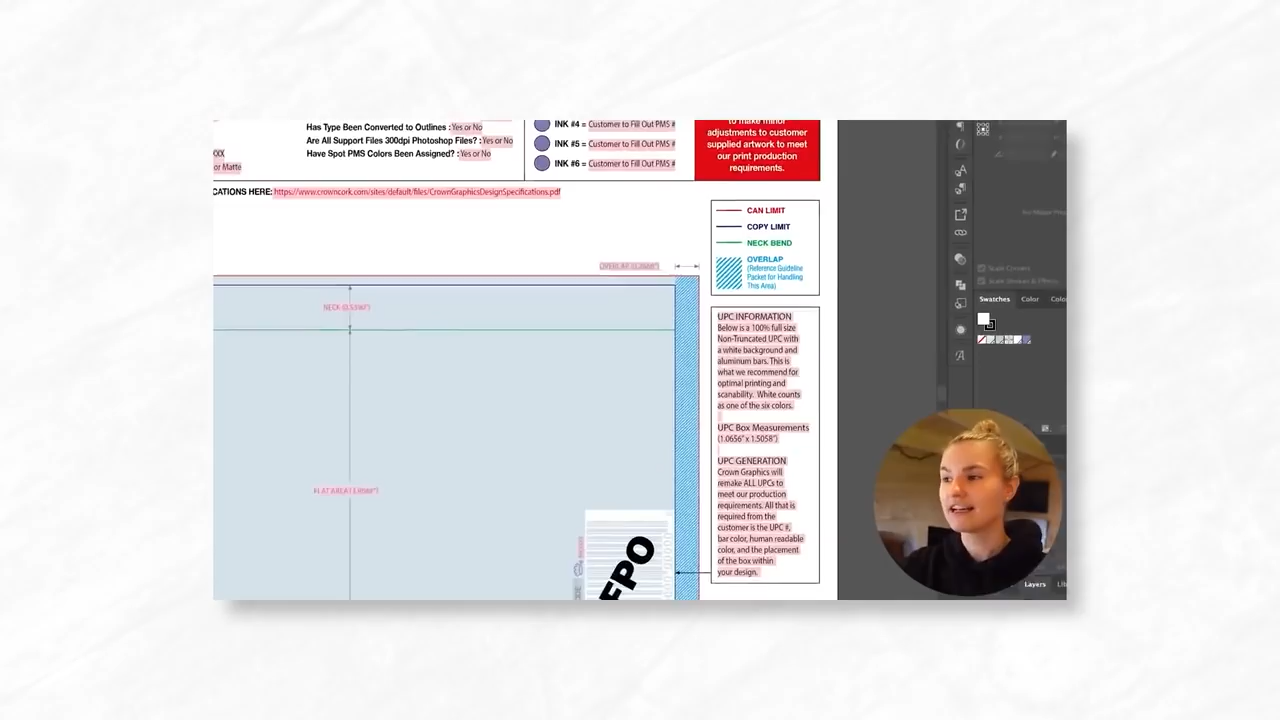 Has Type Been Converted to Outlines : Yes or No
Are All Support Files 300dpi Photoshop Files? : Yes or No
Have Spot PMS Colors Been Assigned? : Yes or No
XXX
or Matte
INK #4 = Customer to Fill Out PMS #
INK #5 = Customer to Fill Out PMS #
INK #6 = Customer to Fill Out PMS #
to make minor
adjustments to customer
supplied artwork to meet
our print production
requirements.
CATIONS HERE: https://www.crowncork.com/sites/default/files/CrownGraphicsDesignSpecifications.pdf
CAN LIMIT
COPY LIMIT
NECK BEND
OVERLAP
(Reference Guideline
Packet for Handling
This Area)
OVERLAP
NECK
UPC INFORMATION
Below is a 100% full size
Non-Truncated UPC with
a white background and
aluminum bars. This is
what we recommend for
optimal printing and
scanability. White counts
as one of the six colors.
UPC Box Measurements
(1.0656" x 1.5058")
UPC GENERATION
Crown Graphics will
remake ALL UPCs to
meet our production
requirements. All that is
required from the
customer is the UPC #,
bar color, human readable
color, and the placement
of the box within
your design.
FPO
Scale Corners
Scale Strokes & Effects
Swatches
Color
Layers